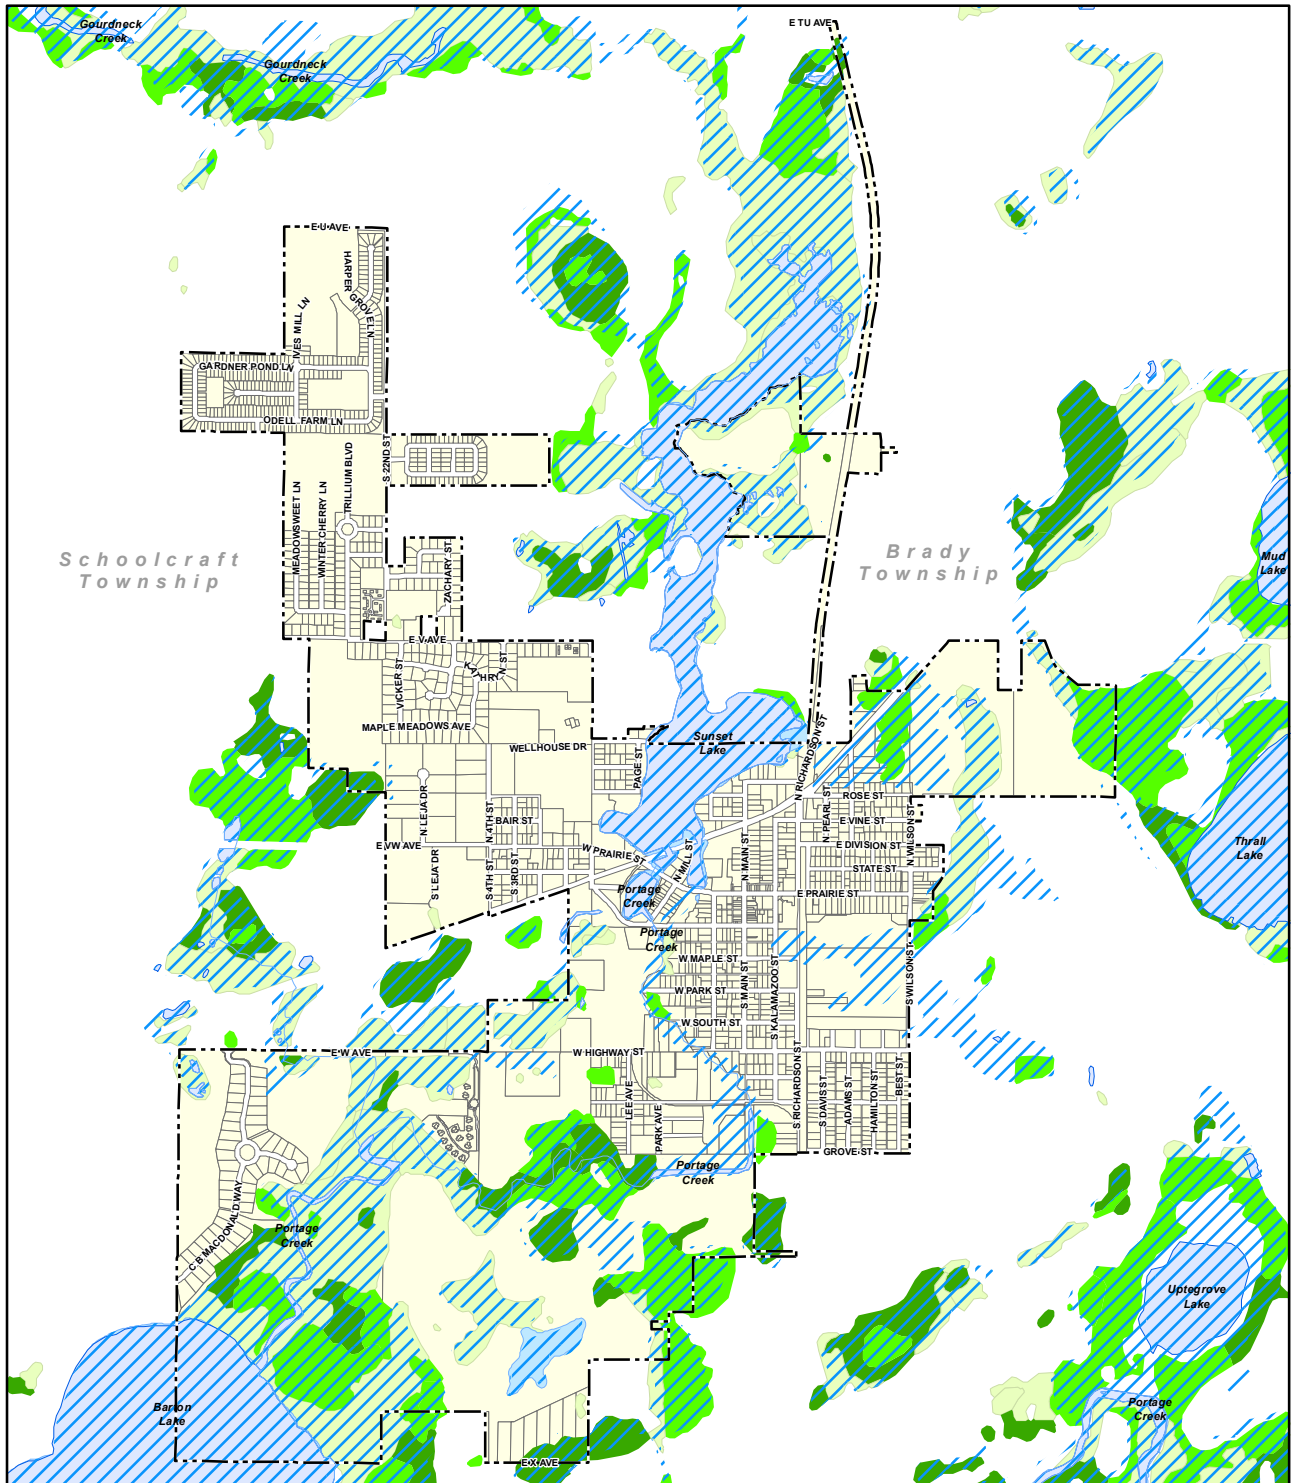 E TU AVE
Gourdneck
Creek
Gourdneck
Creek
E U AVE
HARPER
GROVE LN
IVES MILL LN
GARDNER POND LN
ODELL FARM LN
S 22ND ST
TRILLIUM BLVD
MEADOWSWEET LN
WINTER CHERRY LN
ZACHARY ST
Schoolcraft
Township
Brady
Township
Mud
Lake
E V AVE
KATHRYN ST
VICKER ST
MAPLE MEADOWS AVE
WELLHOUSE DR
PAGE ST
Sunset
Lake
N RICHARDSON ST
ROSE ST
N PEARL ST
E VINE ST
N WILSON ST
E DIVISION ST
STATE ST
E PRAIRIE ST
Thrall
Lake
N LEJA DR
N 4TH ST
BAIR ST
E VW AVE
W PRAIRIE ST
N MILL ST
N MAIN ST
S LEJA DR
S 4TH ST
S 3RD ST
Portage
Creek
Portage
Creek
W MAPLE ST
W PARK ST
W SOUTH ST
S MAIN ST
S KALAMAZOO ST
S WILSON ST
E W AVE
W HIGHWAY ST
LEE AVE
PARK AVE
S RICHARDSON ST
S DAVIS ST
ADAMS ST
HAMILTON ST
BEST ST
GROVE ST
Portage
Creek
C B MACDONALD WAY
Portage
Creek
Uptegrove
Lake
Barton
Lake
Portage
Creek
E X AVE